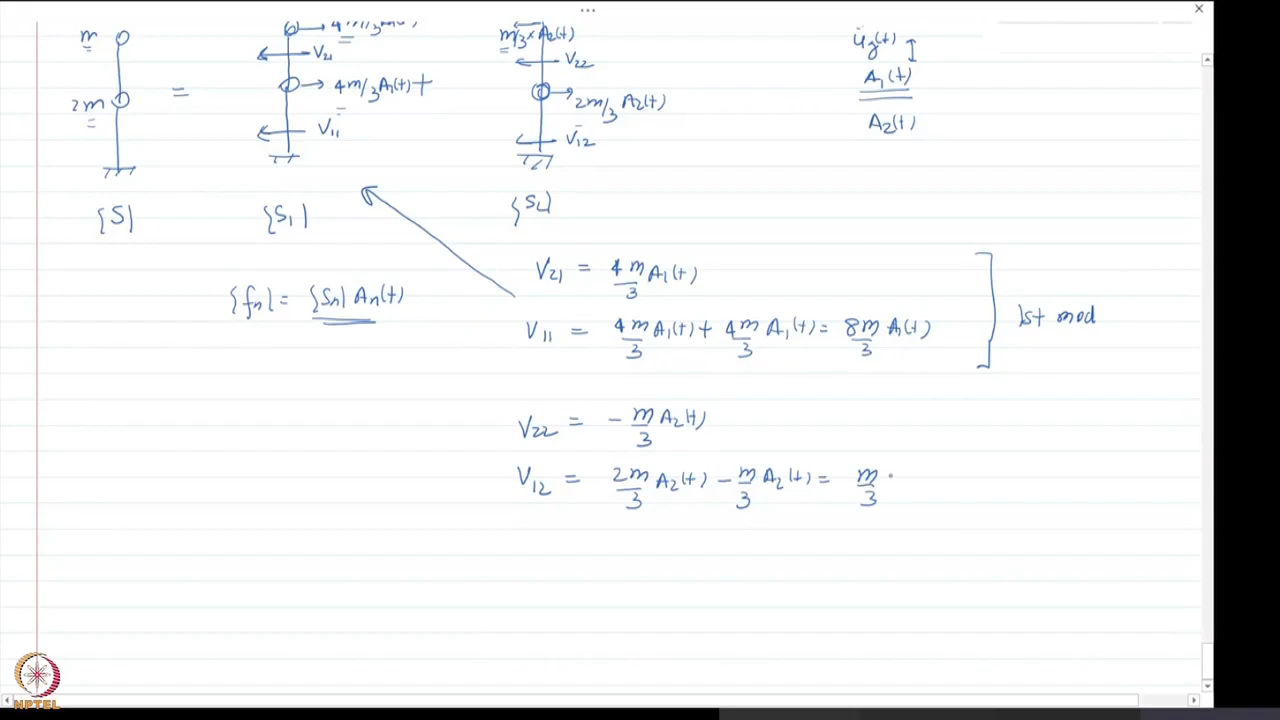 m
V21
m/3 × A2(t)
V22
üg(t)
A1(t)
A2(t)
2m
=
4m/3 A1(t) +
2m/3 A2(t)
V11
V12
{S}
{S1}
{fn} = {Sn} An(t)
V21 = 4m/3 A1(t)
V11 = 4m/3 A1(t) + 4m/3 A1(t) = 8m/3 A1(t)
1st mod
V22 = - m/3 A2(t)
V12 = 2m/3 A2(t) - m/3 A2(t) = m/3
NPTEL